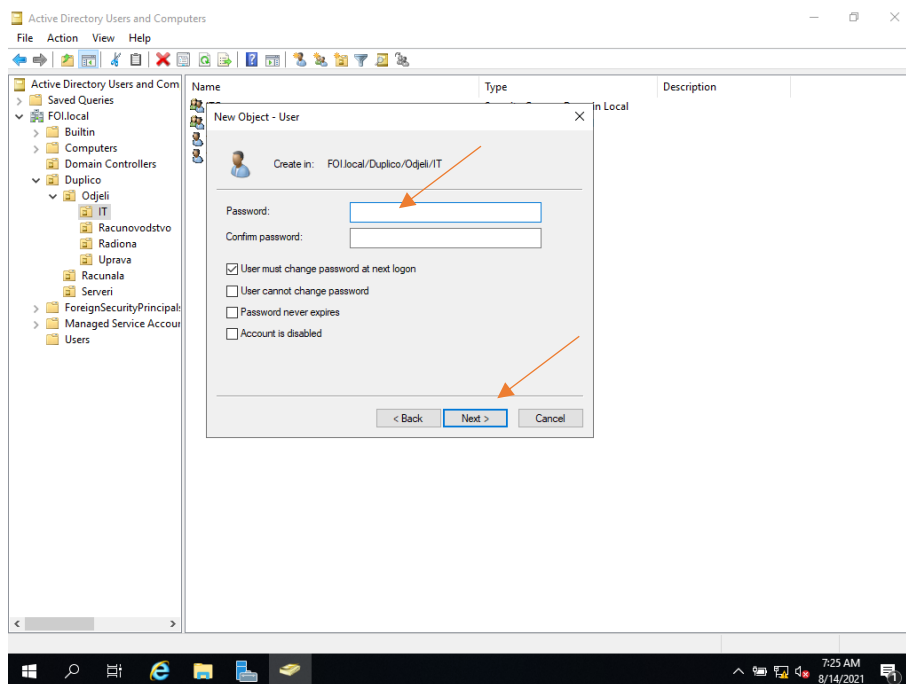 Active Directory Users and Computers
File Action View Help
Active Directory Users and Com
Name Type Description
Saved Queries
FOI.local
Builtin
Computers
Domain Controllers
Duplico
Odjeli
IT
Racunovodstvo
Radiona
Uprava
Racunala
Serveri
ForeignSecurityPrincipals
Managed Service Accour
Users
in Local
New Object - User
Create in: FOI.local/Duplico/Odjeli/IT
Password:
Confirm password:
User must change password at next logon
User cannot change password
Password never expires
Account is disabled
< Back Next > Cancel
7:25 AM
8/14/2021
1